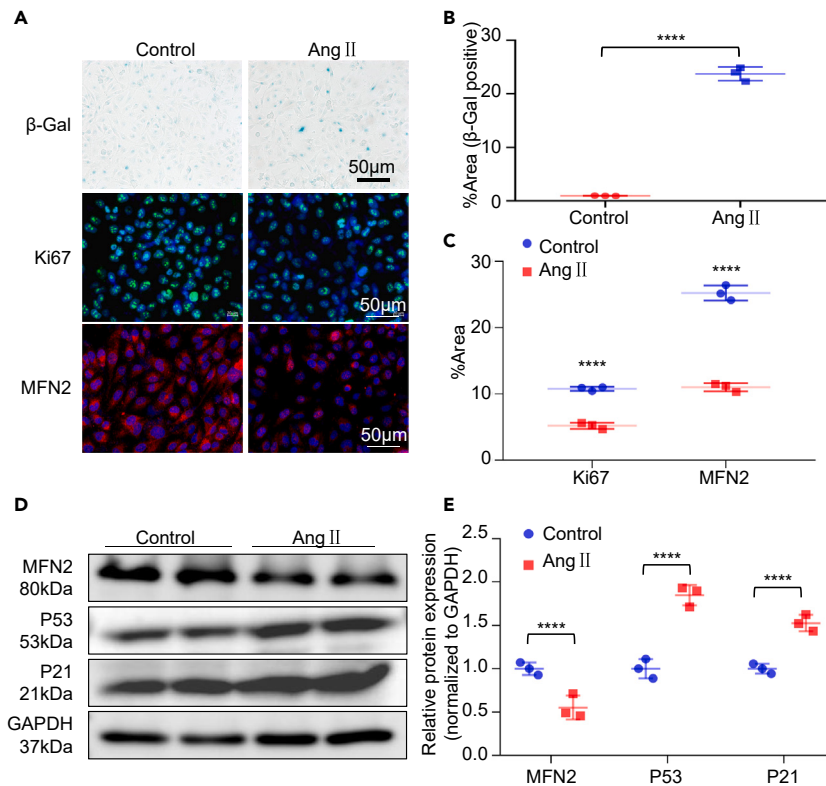 A
Control
Ang Ⅱ
β-Gal
50μm
Ki67
50μm
MFN2
50μm
B
****
%Area (β-Gal positive)
30
20
10
0
Control
Ang Ⅱ
C
Control
Ang Ⅱ
%Area
30
20
10
0
****
****
Ki67
MFN2
D
Control
Ang Ⅱ
MFN2
80kDa
P53
53kDa
P21
21kDa
GAPDH
37kDa
E
Relative protein expression
(normalized to GAPDH)
Control
Ang Ⅱ
2.5
2.0
1.5
1.0
0.5
0.0
****
****
****
MFN2
P53
P21